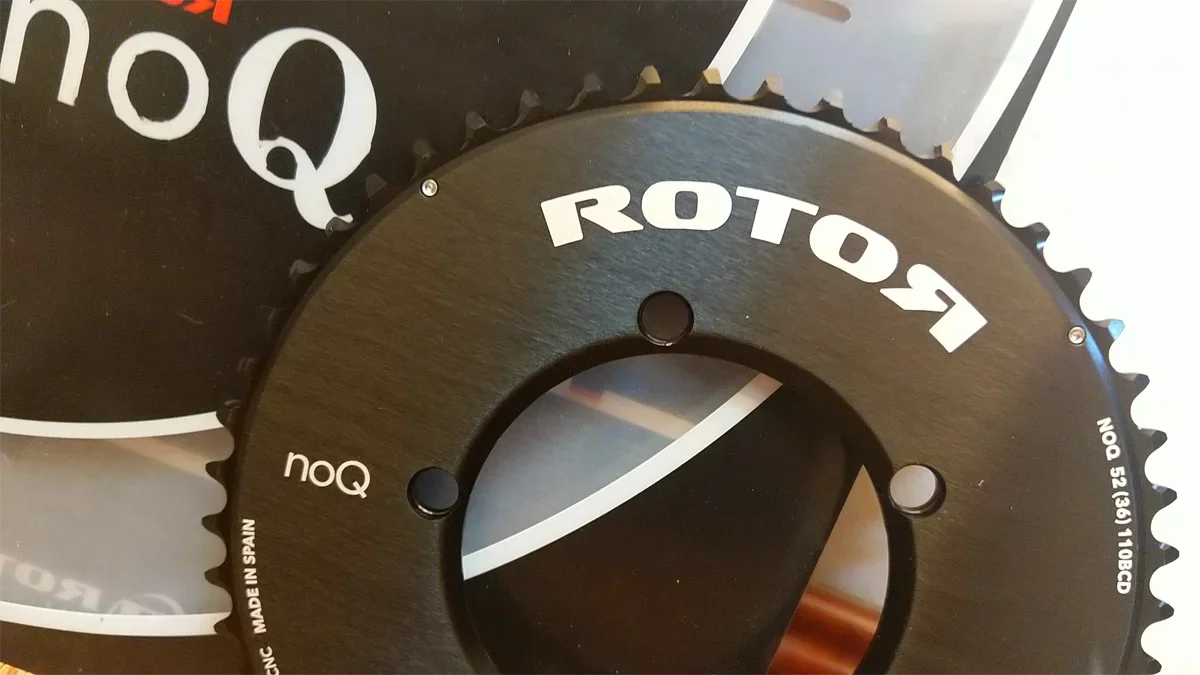 noQ
ROTOR
noQ
NOQ 52(36)110BCD
CNC MADE IN SPAIN